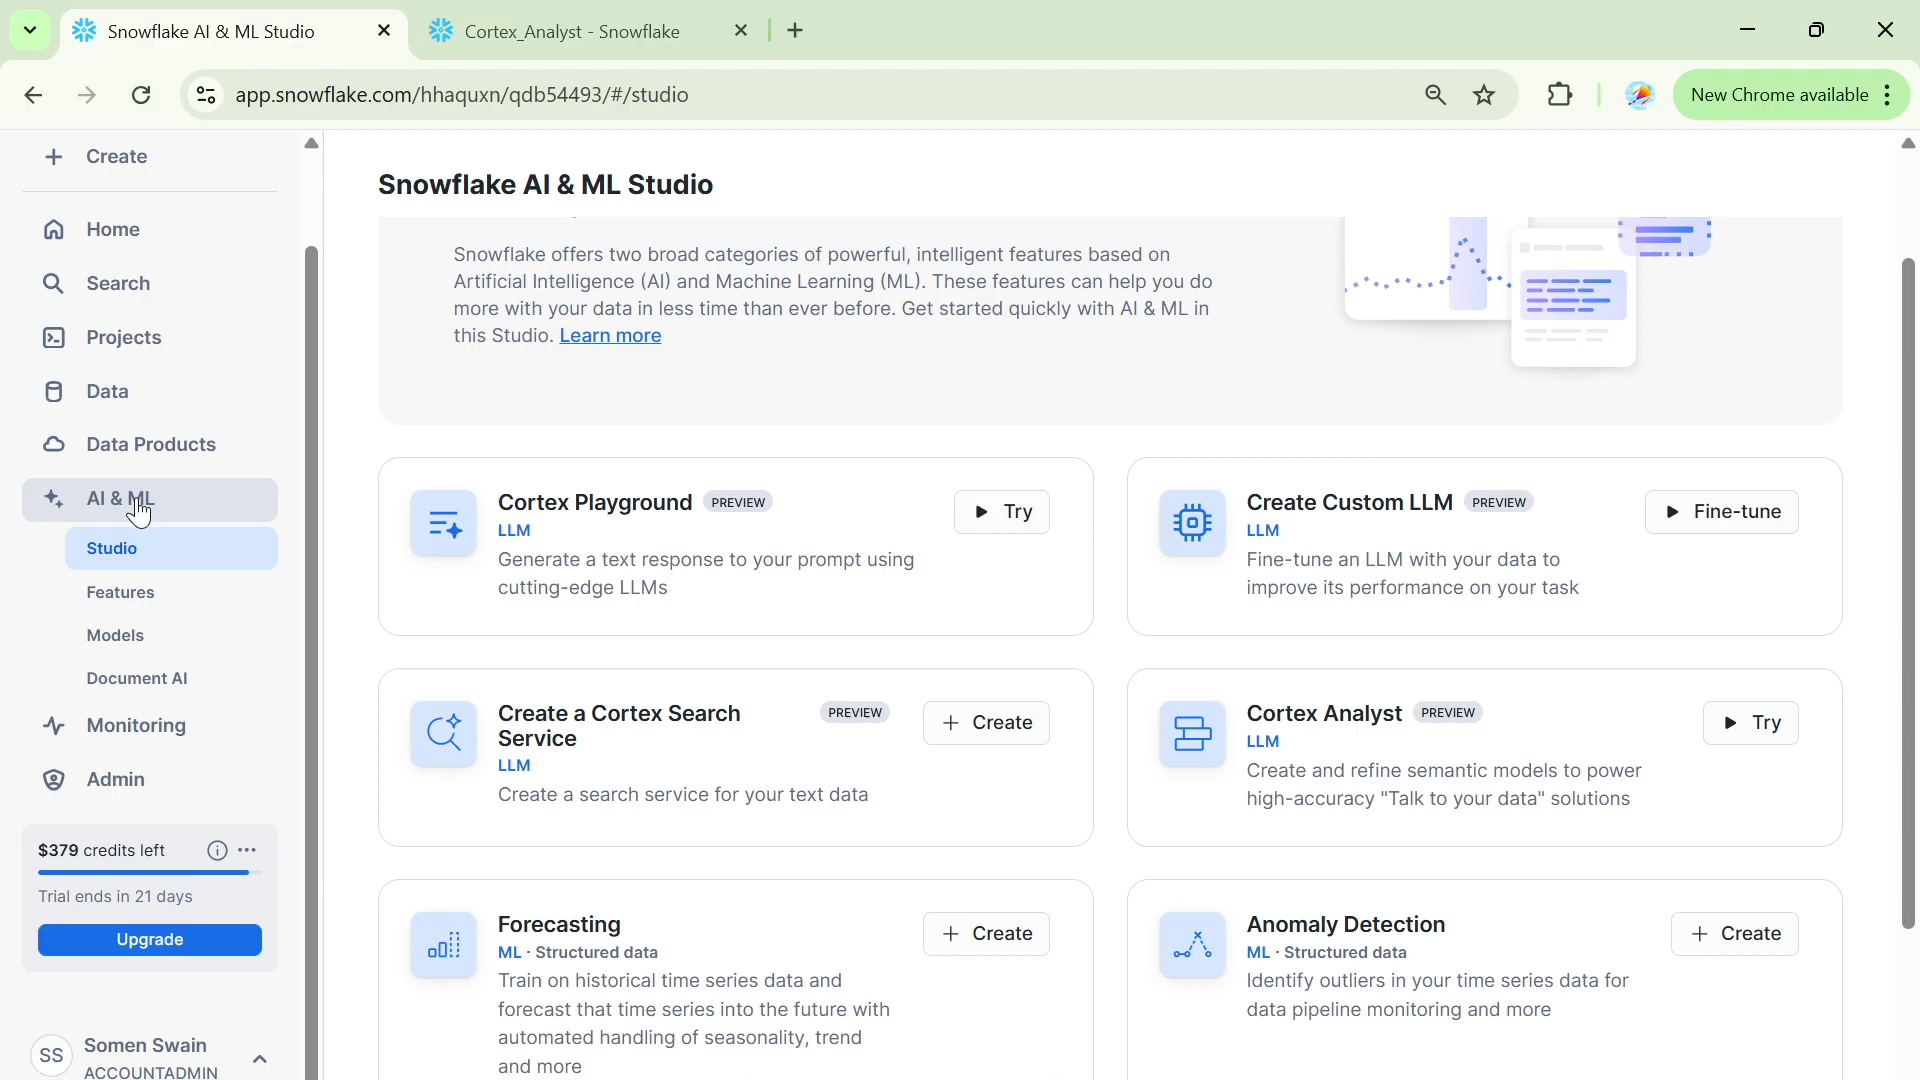 Snowflake AI & ML Studio
Cortex_Analyst - Snowflake
app.snowflake.com/hhaquxn/qdb54493/#/studio
New Chrome available
Create
Home
Search
Projects
Data
Data Products
AI & ML
Studio
Features
Models
Document AI
Monitoring
Admin
$379 credits left
Trial ends in 21 days
Upgrade
SS
Somen Swain
ACCOUNTADMIN
Snowflake AI & ML Studio
Snowflake offers two broad categories of powerful, intelligent features based on
Artificial Intelligence (AI) and Machine Learning (ML). These features can help you do
more with your data in less time than ever before. Get started quickly with AI & ML in
this Studio. Learn more
Cortex Playground PREVIEW
Try
LLM
Generate a text response to your prompt using
cutting-edge LLMs
Create Custom LLM PREVIEW
Fine-tune
LLM
Fine-tune an LLM with your data to
improve its performance on your task
Create a Cortex Search
Service
PREVIEW
Create
LLM
Create a search service for your text data
Cortex Analyst PREVIEW
Try
LLM
Create and refine semantic models to power
high-accuracy "Talk to your data" solutions
Forecasting
Create
ML · Structured data
Train on historical time series data and
forecast that time series into the future with
automated handling of seasonality, trend
and more
Anomaly Detection
Create
ML · Structured data
Identify outliers in your time series data for
data pipeline monitoring and more